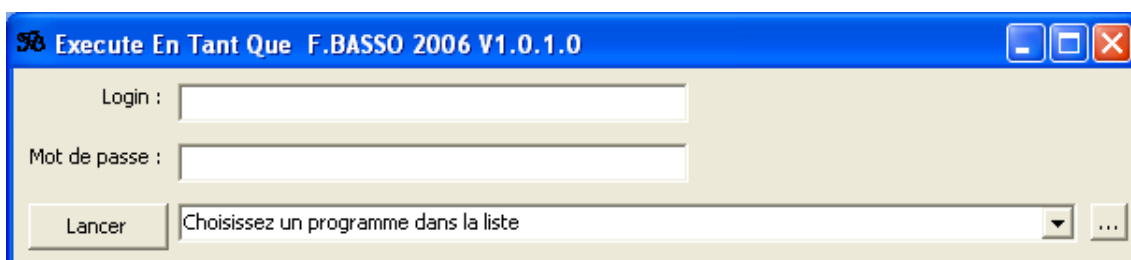 Execute En Tant Que F.BASSO 2006 V1.0.1.0
Login :
Mot de passe :
Lancer
Choisissez un programme dans la liste
...